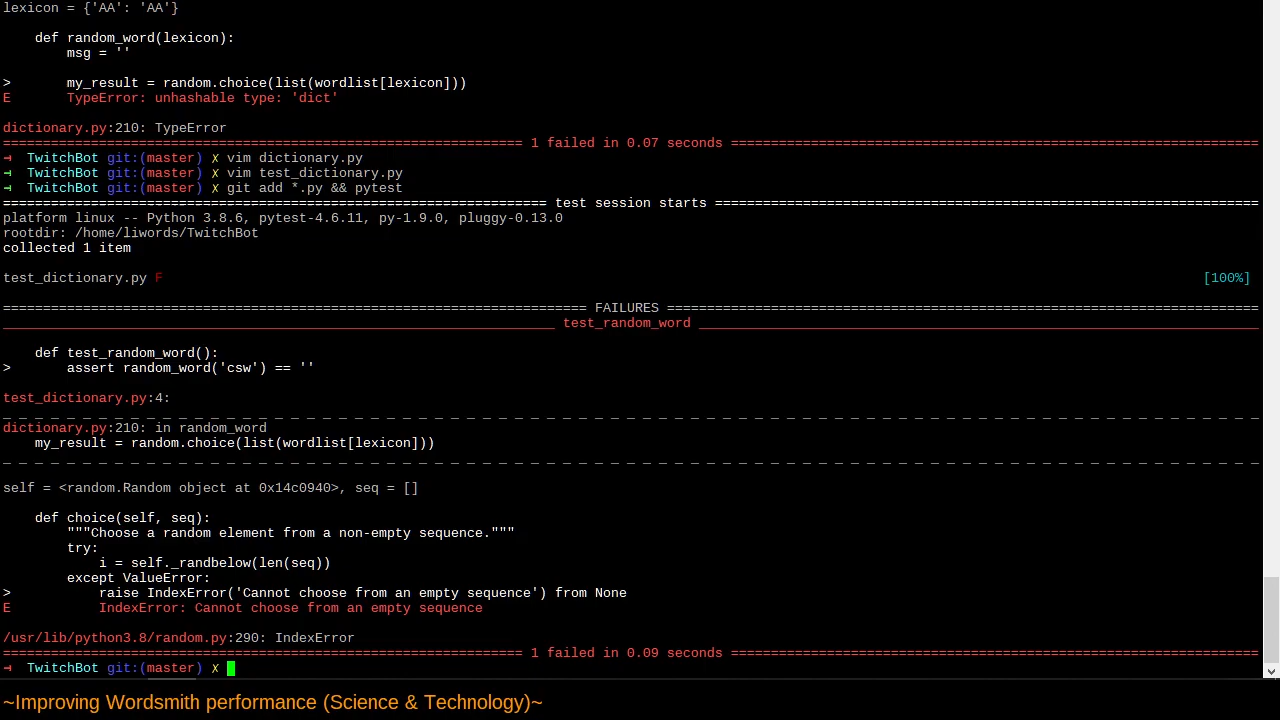 lexicon = {'AA': 'AA'}
    def random_word(lexicon):
        msg = ''
>       my_result = random.choice(list(wordlist[lexicon]))
E       TypeError: unhashable type: 'dict'
dictionary.py:210: TypeError
================================================================= 1 failed in 0.07 seconds ==================================================================
→  TwitchBot git:(master) ✗ vim dictionary.py
→  TwitchBot git:(master) ✗ vim test_dictionary.py
→  TwitchBot git:(master) ✗ git add *.py && pytest
==================================================================== test session starts ====================================================================
platform linux -- Python 3.8.6, pytest-4.6.11, py-1.9.0, pluggy-0.13.0
rootdir: /home/liwords/TwitchBot
collected 1 item
test_dictionary.py F                                                                                                                                  [100%]
========================================================================= FAILURES ==========================================================================
_____________________________________________________________________ test_random_word ______________________________________________________________________
    def test_random_word():
>       assert random_word('csw') == ''
test_dictionary.py:4:
_ _ _ _ _ _ _ _ _ _ _ _ _ _ _ _ _ _ _ _ _ _ _ _ _ _ _ _ _ _ _ _ _ _ _ _ _ _ _ _ _ _ _ _ _ _ _ _ _ _ _ _ _ _ _ _ _ _ _ _ _ _ _ _ _ _ _ _ _ _ _ _ _ _ _ _ _ _ _
dictionary.py:210: in random_word
    my_result = random.choice(list(wordlist[lexicon]))
_ _ _ _ _ _ _ _ _ _ _ _ _ _ _ _ _ _ _ _ _ _ _ _ _ _ _ _ _ _ _ _ _ _ _ _ _ _ _ _ _ _ _ _ _ _ _ _ _ _ _ _ _ _ _ _ _ _ _ _ _ _ _ _ _ _ _ _ _ _ _ _ _ _ _ _ _ _ _
self = <random.Random object at 0x14c0940>, seq = []
    def choice(self, seq):
        """Choose a random element from a non-empty sequence."""
        try:
            i = self._randbelow(len(seq))
        except ValueError:
>           raise IndexError('Cannot choose from an empty sequence') from None
E           IndexError: Cannot choose from an empty sequence
/usr/lib/python3.8/random.py:290: IndexError
================================================================= 1 failed in 0.09 seconds ==================================================================
→  TwitchBot git:(master) ✗
~Improving Wordsmith performance (Science & Technology)~